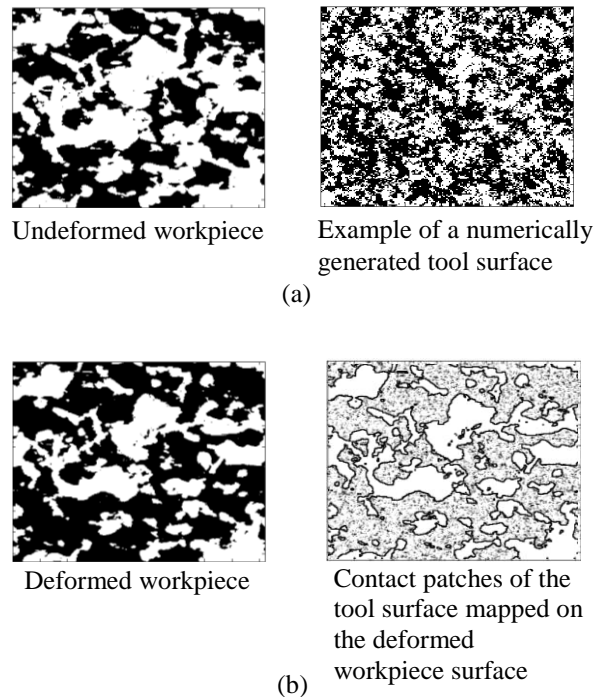 Undeformed workpiece
Example of a numerically
generated tool surface
(a)
Deformed workpiece
Contact patches of the
tool surface mapped on
the deformed
workpiece surface
(b)